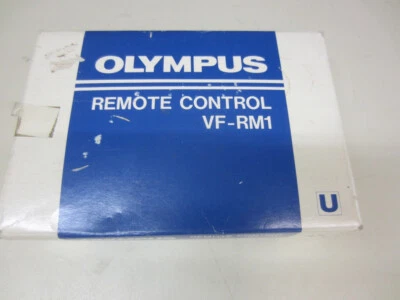 OLYMPUS
REMOTE CONTROL
VF-RM1
U